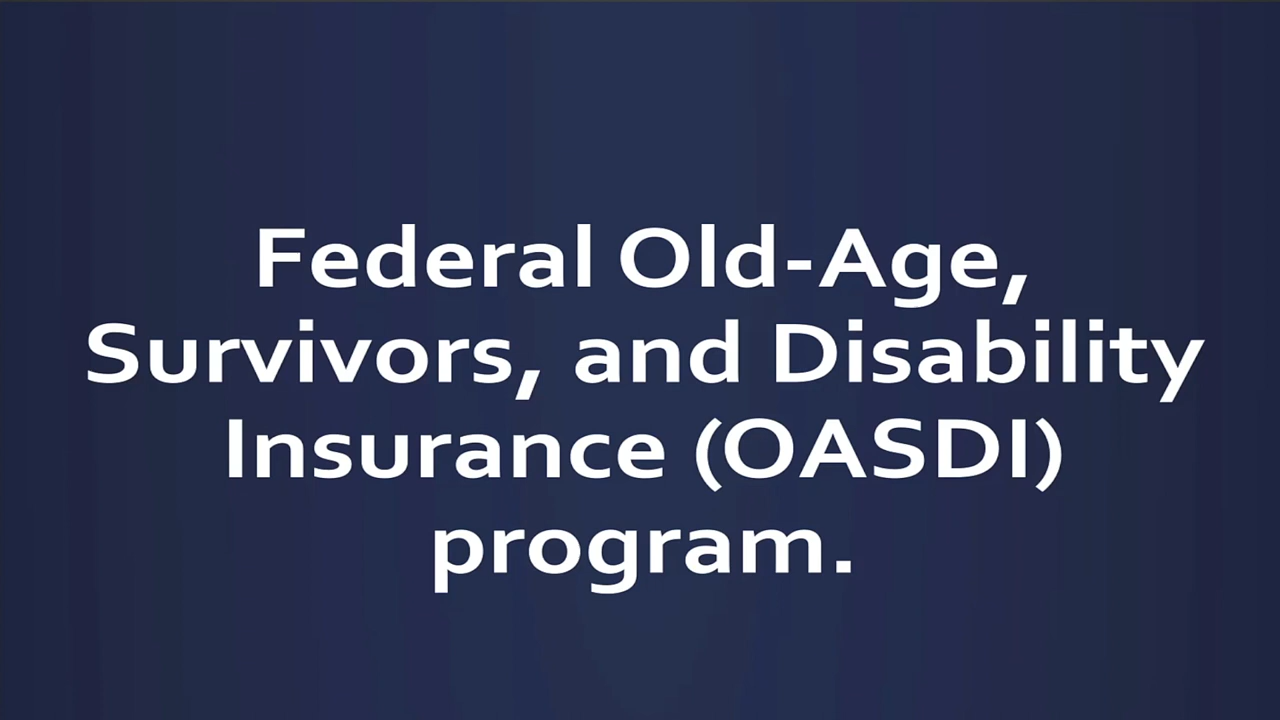 Federal Old-Age,
Survivors, and Disability
Insurance (OASDI)
program.